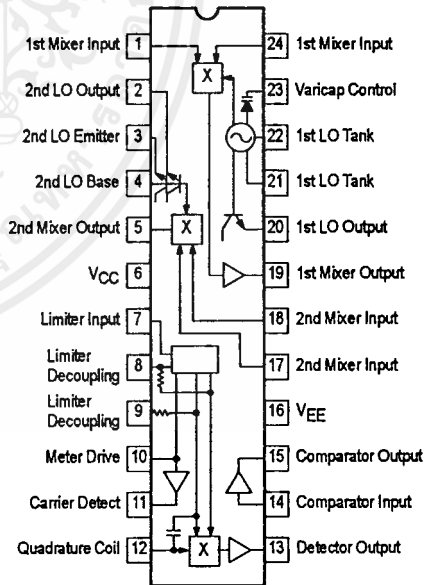 1st Mixer Input 1 24 1st Mixer Input
X
2nd LO Output 2 23 Varicap Control
2nd LO Emitter 3 22 1st LO Tank
2nd LO Base 4 21 1st LO Tank
2nd Mixer Output 5 X 20 1st LO Output
VCC 6 19 1st Mixer Output
Limiter Input 7 18 2nd Mixer Input
Limiter
Decoupling 8 17 2nd Mixer Input
Limiter
Decoupling 9 16 VEE
Meter Drive 10 15 Comparator Output
Carrier Detect 11 14 Comparator Input
Quadrature Coil 12 X 13 Detector Output